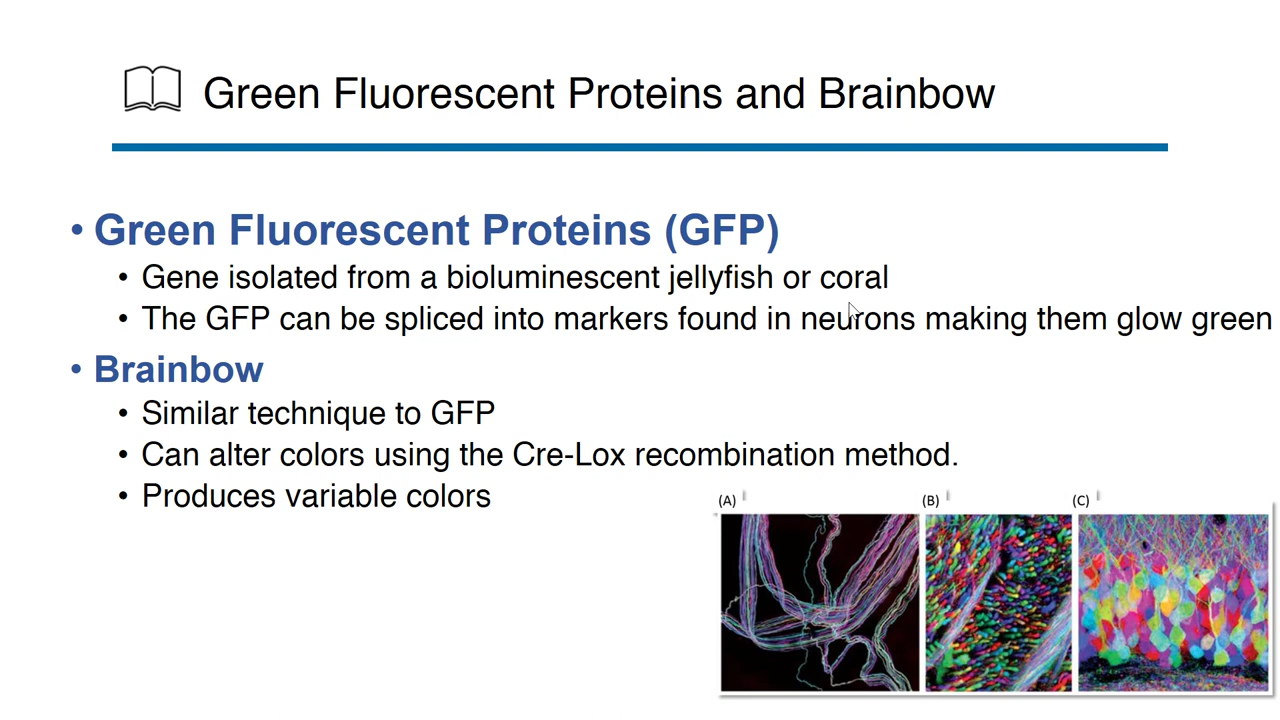 Green Fluorescent Proteins and Brainbow
• Green Fluorescent Proteins (GFP)
• Gene isolated from a bioluminescent jellyfish or coral
• The GFP can be spliced into markers found in neurons making them glow green
• Brainbow
• Similar technique to GFP
• Can alter colors using the Cre-Lox recombination method.
• Produces variable colors
(A) (B) (C)